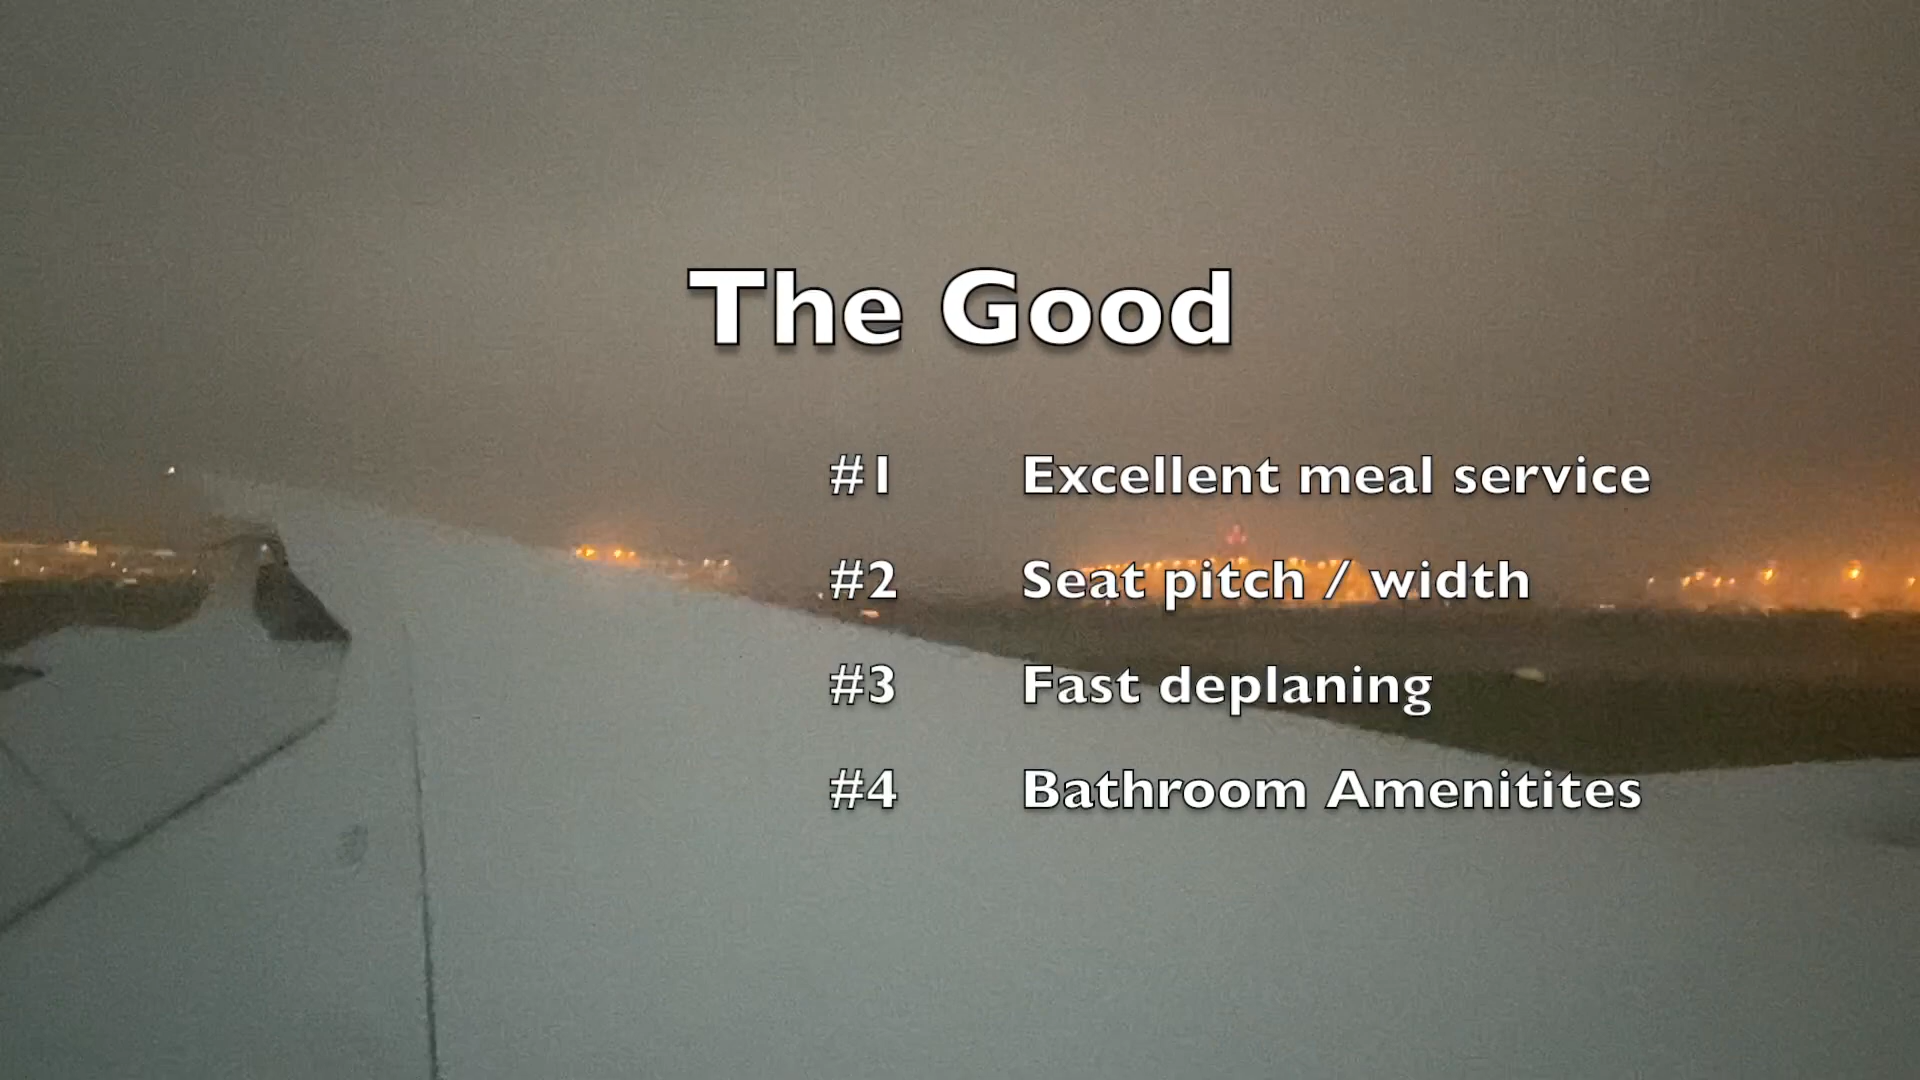 The Good
#1 Excellent meal service
#2 Seat pitch / width
#3 Fast deplaning
#4 Bathroom Amenitites